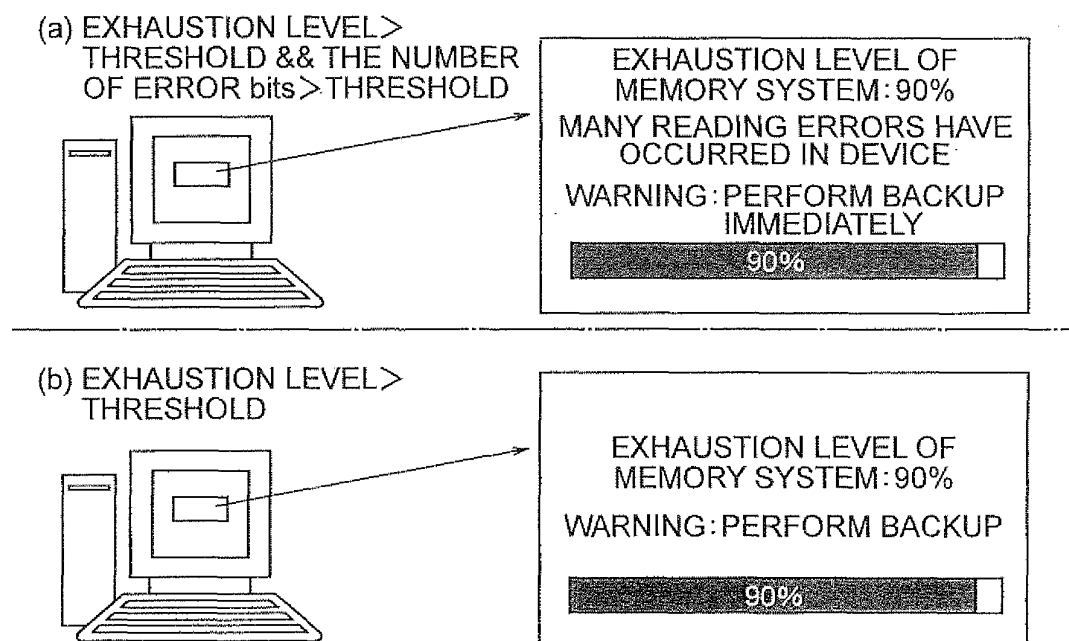 (a) EXHAUSTION LEVEL>
THRESHOLD && THE NUMBER
OF ERROR bits>THRESHOLD
EXHAUSTION LEVEL OF
MEMORY SYSTEM:90%
MANY READING ERRORS HAVE
OCCURRED IN DEVICE
WARNING:PERFORM BACKUP
IMMEDIATELY
90%
(b) EXHAUSTION LEVEL>
THRESHOLD
EXHAUSTION LEVEL OF
MEMORY SYSTEM:90%
WARNING:PERFORM BACKUP
90%